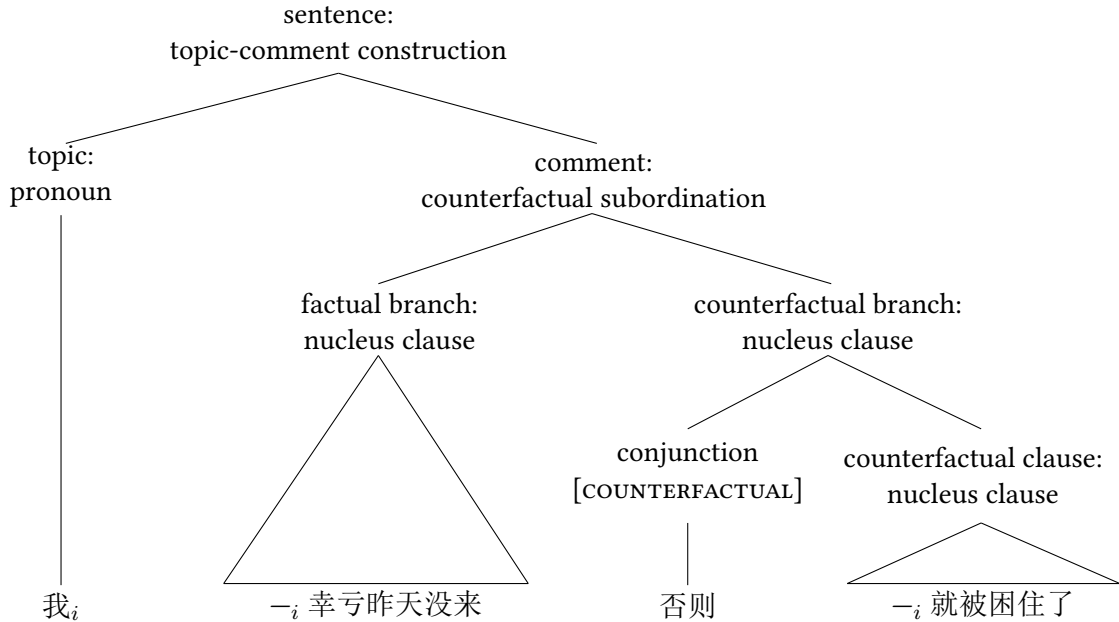 sentence:
topic-comment construction
topic:
pronoun
comment:
counterfactual subordination
factual branch:
nucleus clause
counterfactual branch:
nucleus clause
conjunction
[COUNTERFACTUAL]
counterfactual clause:
nucleus clause
我i
–i 幸亏昨天没来
否则
–i 就被困住了